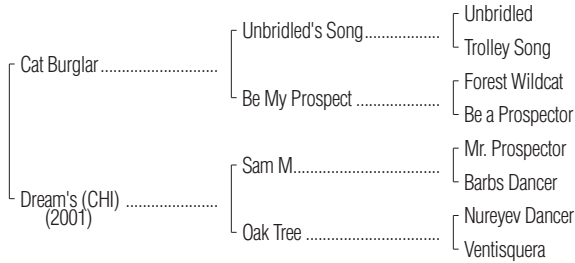 Unbridled
Unbridled's Song
Trolley Song
Cat Burglar
Forest Wildcat
Be My Prospect
Be a Prospector
Mr. Prospector
Sam M.
Barbs Dancer
Dream's (CHI)
(2001)
Nureyev Dancer
Oak Tree
Ventisquera